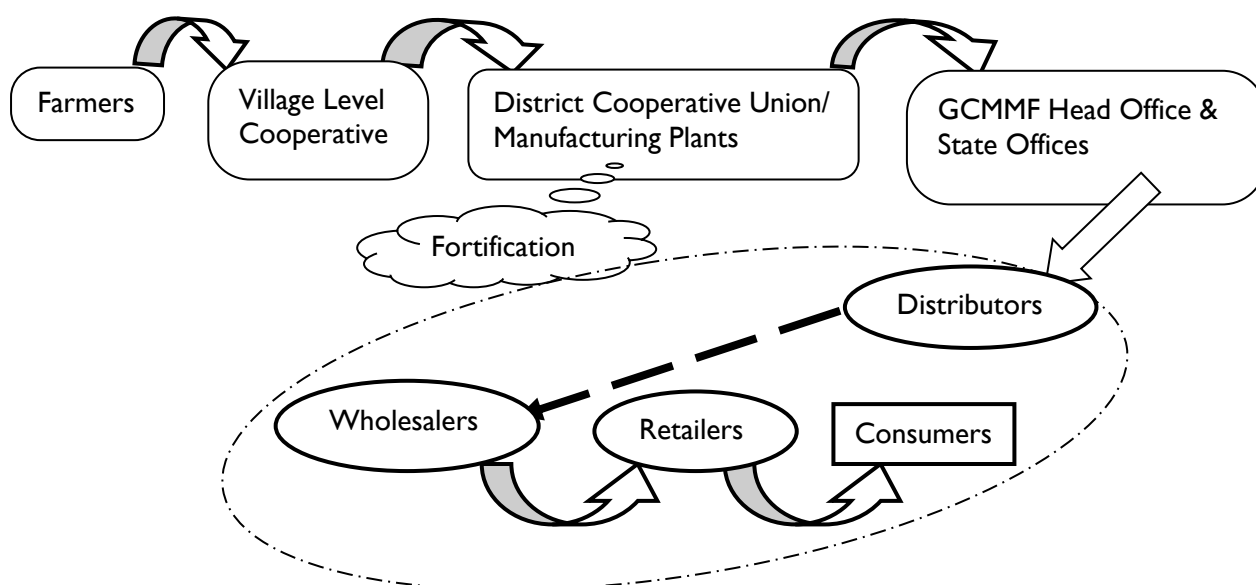 Farmers
Village Level
Cooperative
District Cooperative Union/
Manufacturing Plants
GCMMF Head Office &
State Offices
Fortification
Distributors
Wholesalers
Retailers
Consumers